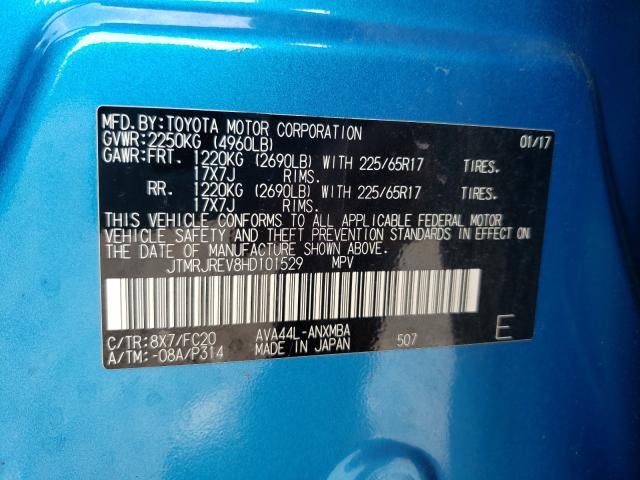 MFD.BY:TOYOTA MOTOR CORPORATION 01/17
GVWR:2250KG (4960LB)
GAWR:FRT. 1220KG (2690LB) WITH 225/65R17 TIRES.
17X7J RIMS.
RR. 1220KG (2690LB) WITH 225/65R17 TIRES.
17X7J RIMS.
THIS VEHICLE CONFORMS TO ALL APPLICABLE FEDERAL MOTOR
VEHICLE SAFETY AND THEFT PREVENTION STANDARDS IN EFFECT ON
THE DATE OF MANUFACTURE SHOWN ABOVE.
JTMRJREV8HD101529 MPV
C/TR:8X7/FC20 AVA44L-ANXMBA 507 E
A/TM:-08A/P314 MADE IN JAPAN